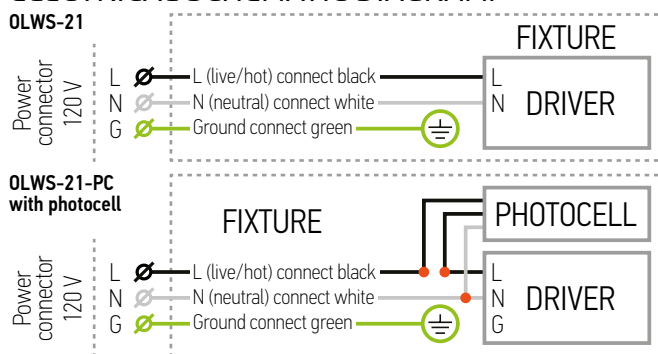 OLWS-21
FIXTURE
Power
connector
120 V
L L (live/hot) connect black L
N N (neutral) connect white N DRIVER
G Ground connect green
OLWS-21-PC
with photocell
FIXTURE
PHOTOCELL
Power
connector
120 V
L L (live/hot) connect black L
N N (neutral) connect white N DRIVER
G Ground connect green G